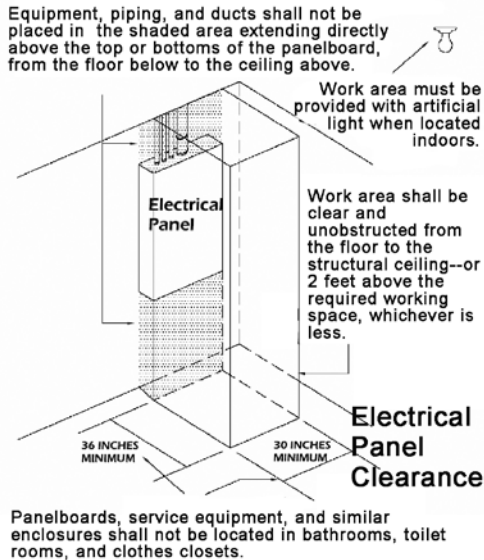 Equipment, piping, and ducts shall not be
placed in the shaded area extending directly
above the top or bottoms of the panelboard,
from the floor below to the ceiling above.
Work area must be
provided with artificial
light when located
indoors.
Electrical
Panel
Work area shall be
clear and
unobstructed from
the floor to the
structural ceiling--or
2 feet above the
required working
space, whichever is
less.
36 INCHES
MINIMUM
30 INCHES
MINIMUM
Electrical
Panel
Clearance
Panelboards, service equipment, and similar
enclosures shall not be located in bathrooms, toilet
rooms, and clothes closets.